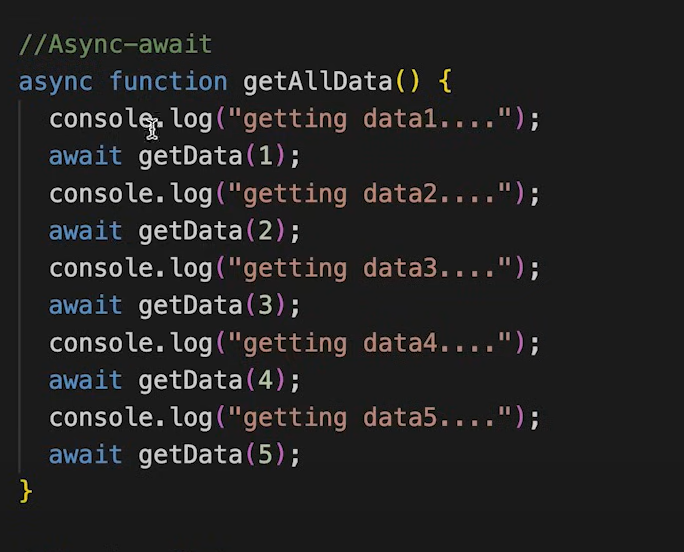 //Async-await
async function getAllData() {
  console.log("getting data1....");
  await getData(1);
  console.log("getting data2....");
  await getData(2);
  console.log("getting data3....");
  await getData(3);
  console.log("getting data4....");
  await getData(4);
  console.log("getting data5....");
  await getData(5);
}